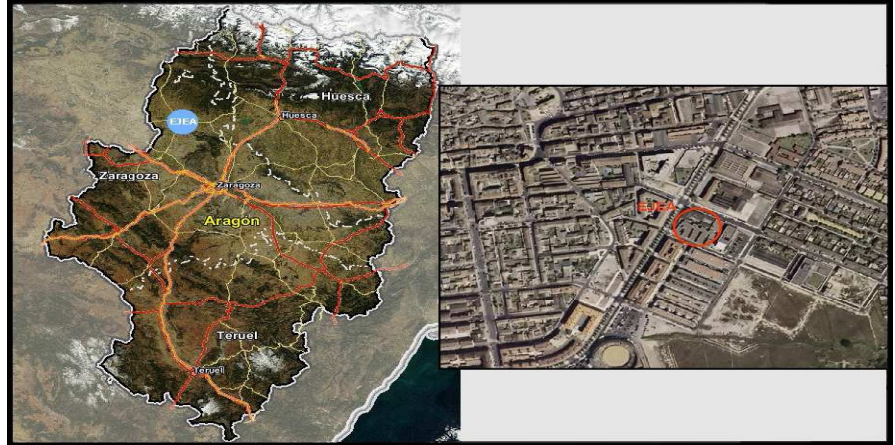 Huesca
Huesca
EJEA
Zaragoza
Zaragoza
Aragón
Teruel
Teruel
EJEA